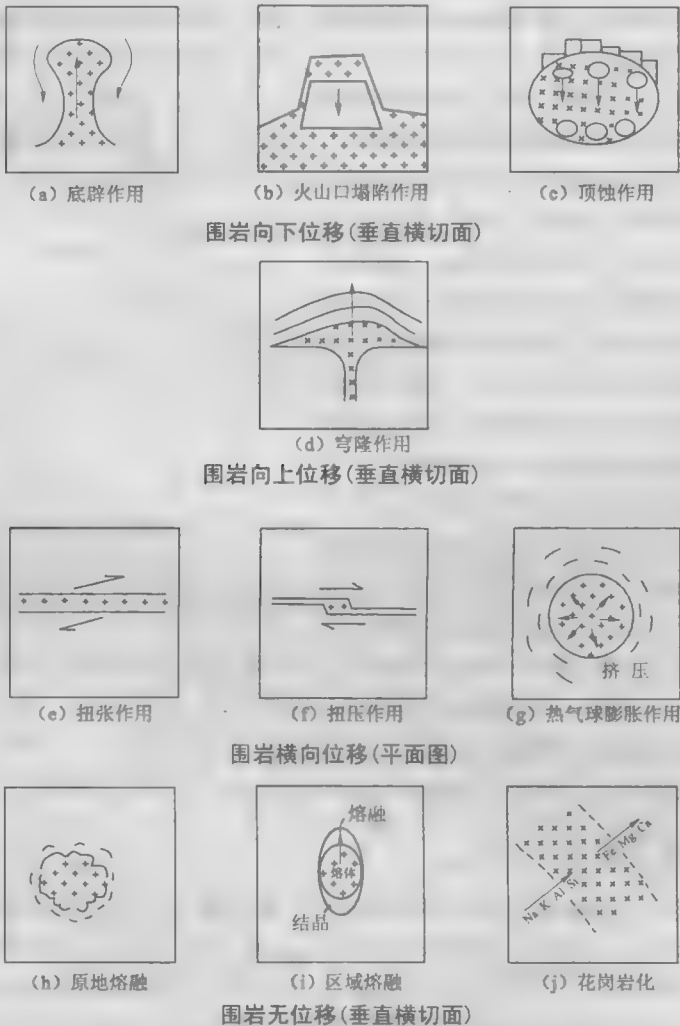 (a) 底辟作用
(b) 火山口塌陷作用
(c) 顶蚀作用
围岩向下位移(垂直横切面)
(d) 穹隆作用
围岩向上位移(垂直横切面)
挤 压
(e) 扭张作用
(f) 扭压作用
(g) 热气球膨胀作用
围岩横向位移(平面图)
熔融
熔体
结晶
Fe Mg Ca
Na K Al Si
(h) 原地熔融
(i) 区域熔融
(j) 花岗岩化
围岩无位移(垂直横切面)